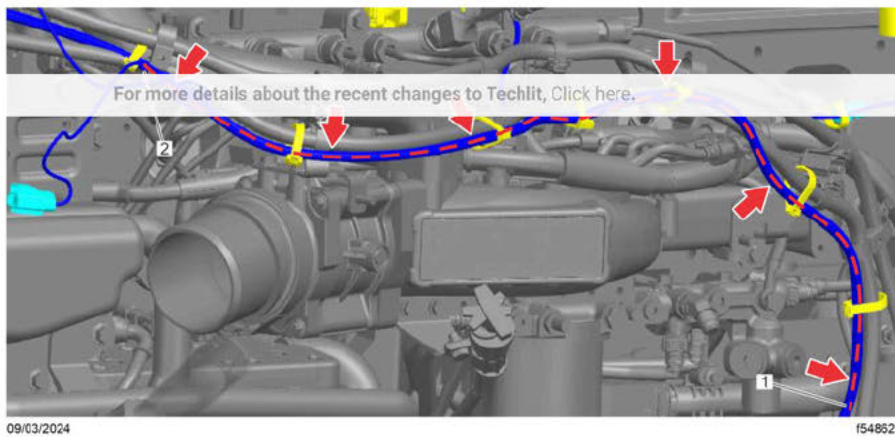 For more details about the recent changes to Techlit, Click here.
2
1
09/03/2024
f54862